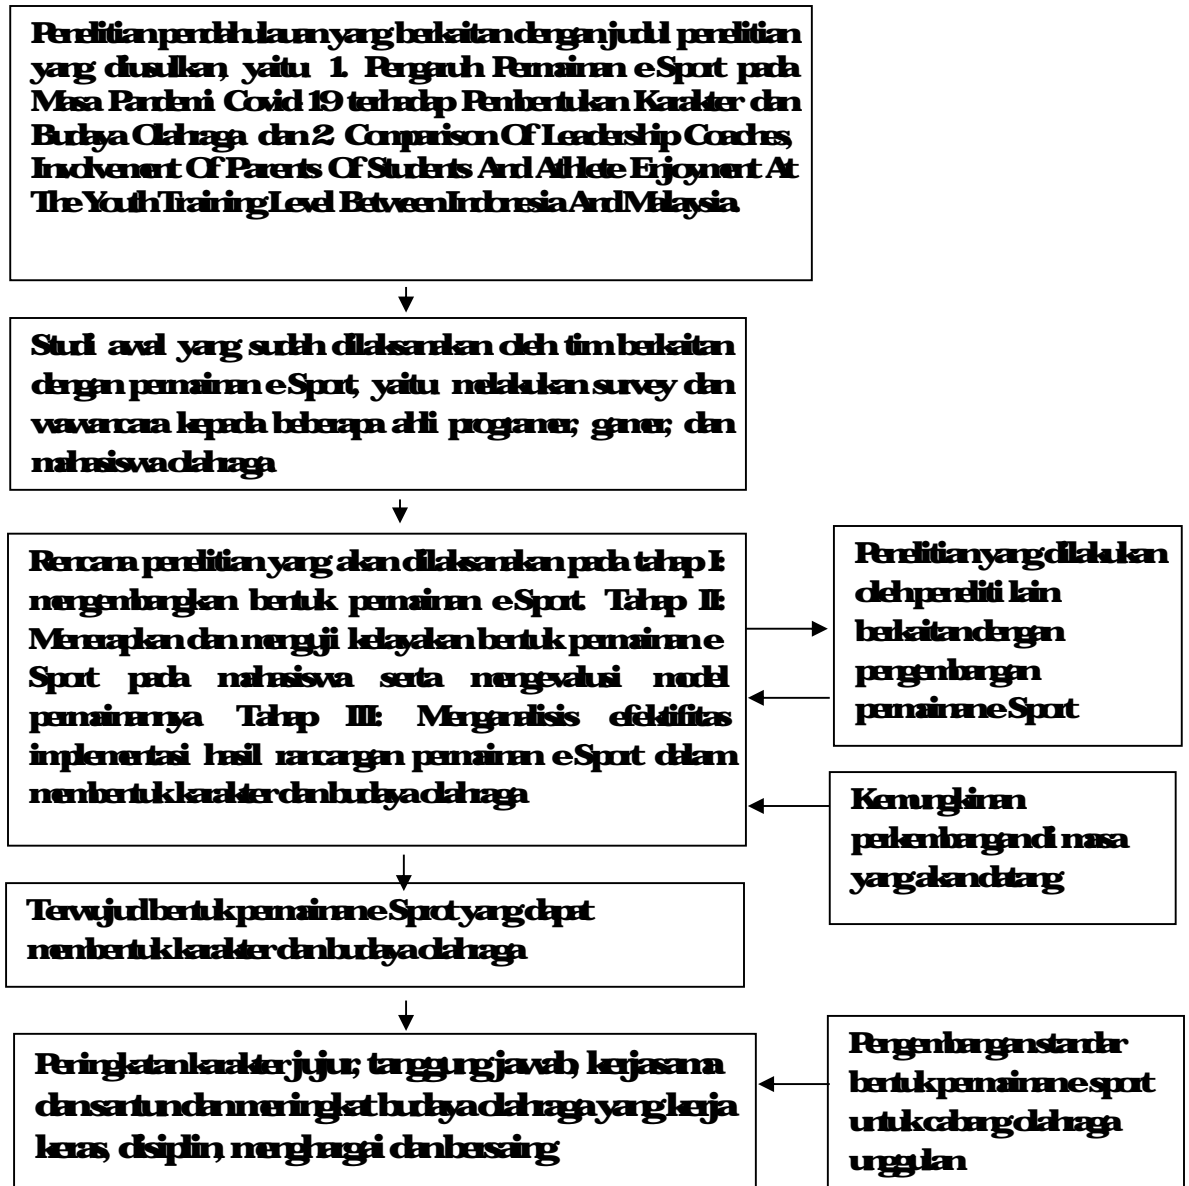 Penelitian pendahuluan yang berkaitan dengan judul penelitian
yang diusulkan, yaitu 1. Pengaruh Permainan e-Sport pada
Masa Pandemi Covid-19 terhadap Pembentukan Karakter dan
Budaya Olahraga dan 2. Comparison Of Leadership Coaches,
Involvement Of Parents Of Students And Athlete Enjoyment At
The Youth Training Level Between Indonesia And Malaysia.
Studi awal yang sudah dilaksanakan oleh tim berkaitan
dengan permainan e-Sport, yaitu melakukan survey dan
wawancara kepada beberapa ahli programer, gamer, dan
mahasiswa olahraga
Rencana penelitian yang akan dilaksanakan pada tahap I:
mengembangkan bentuk permainan e-Sport. Tahap II:
Menerapkan dan menguji kelayakan bentuk permainan e-
Sport pada mahasiswa serta mengevalusi model
permainannya Tahap III: Menganalisis efektifitas
implementasi hasil rancangan permainan e-Sport dalam
membentuk karakter dan budaya olahraga
Penelitian yang dilakukan
oleh peneliti lain
berkaitan dengan
pengembangan
permainan e-Sport
Kemungkinan
perkembangan di masa
yang akan datang
Terwujud bentuk permainan e-Sprot yang dapat
membentuk karakter dan budaya olahraga
Peningkatan karakter jujur, tanggung jawab, kerjasama
dan santun dan meningkat budaya olahraga yang kerja
keras, disiplin, menghargai dan bersaing
Pengembangan standar
bentuk permainan e-sport
untuk cabang olahraga
unggulan